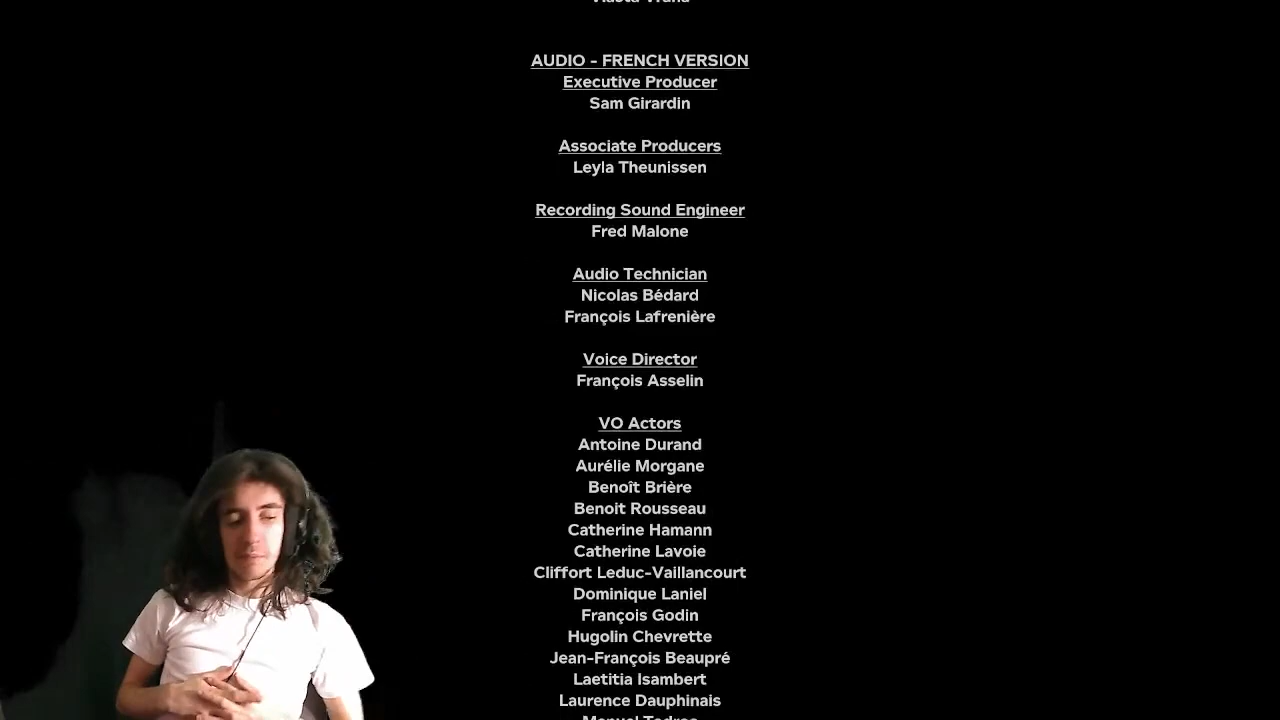 AUDIO - FRENCH VERSION
Executive Producer
Sam Girardin
Associate Producers
Leyla Theunissen
Recording Sound Engineer
Fred Malone
Audio Technician
Nicolas Bédard
François Lafrenière
Voice Director
François Asselin
VO Actors
Antoine Durand
Aurélie Morgane
Benoît Brière
Benoit Rousseau
Catherine Hamann
Catherine Lavoie
Cliffort Leduc-Vaillancourt
Dominique Laniel
François Godin
Hugolin Chevrette
Jean-François Beaupré
Laetitia Isambert
Laurence Dauphinais